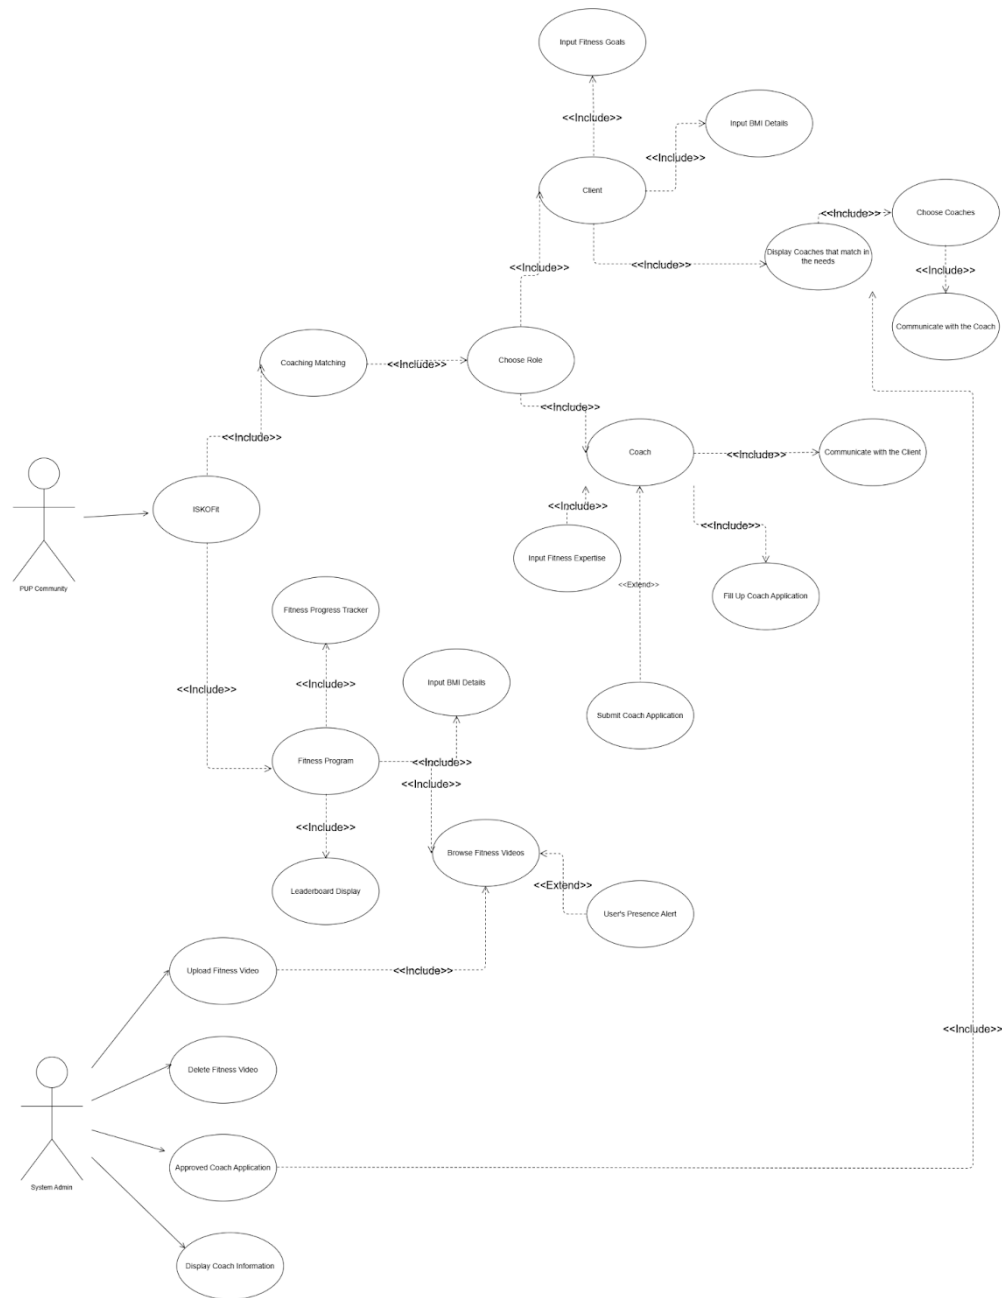 Input Fitness Goals
<<Include>>
Input BMI Details
<<Include>>
Client
<<Include>>
Choose Coaches
Display Coaches that match in
the needs
<<Include>>
<<Include>>
<<Include>>
Communicate with the Coach
Coaching Matching
<<Include>>
Choose Role
<<Include>>
<<Include>>
Coach
<<Include>>
Communicate with the Client
ISKOFit
PUP Community
<<Include>>
Input Fitness Expertise
<<Include>>
<<Extend>>
Fill Up Coach Application
Fitness Progress Tracker
<<Include>>
<<Include>>
Input BMI Details
Submit Coach Application
Fitness Program
<<Include>>
<<Include>>
<<Include>>
Browse Fitness Videos
Leaderboard Display
<<Extend>>
User's Presence Alert
Upload Fitness Video
<<Include>>
<<Include>>
Delete Fitness Video
System Admin
Approved Coach Application
Display Coach Information